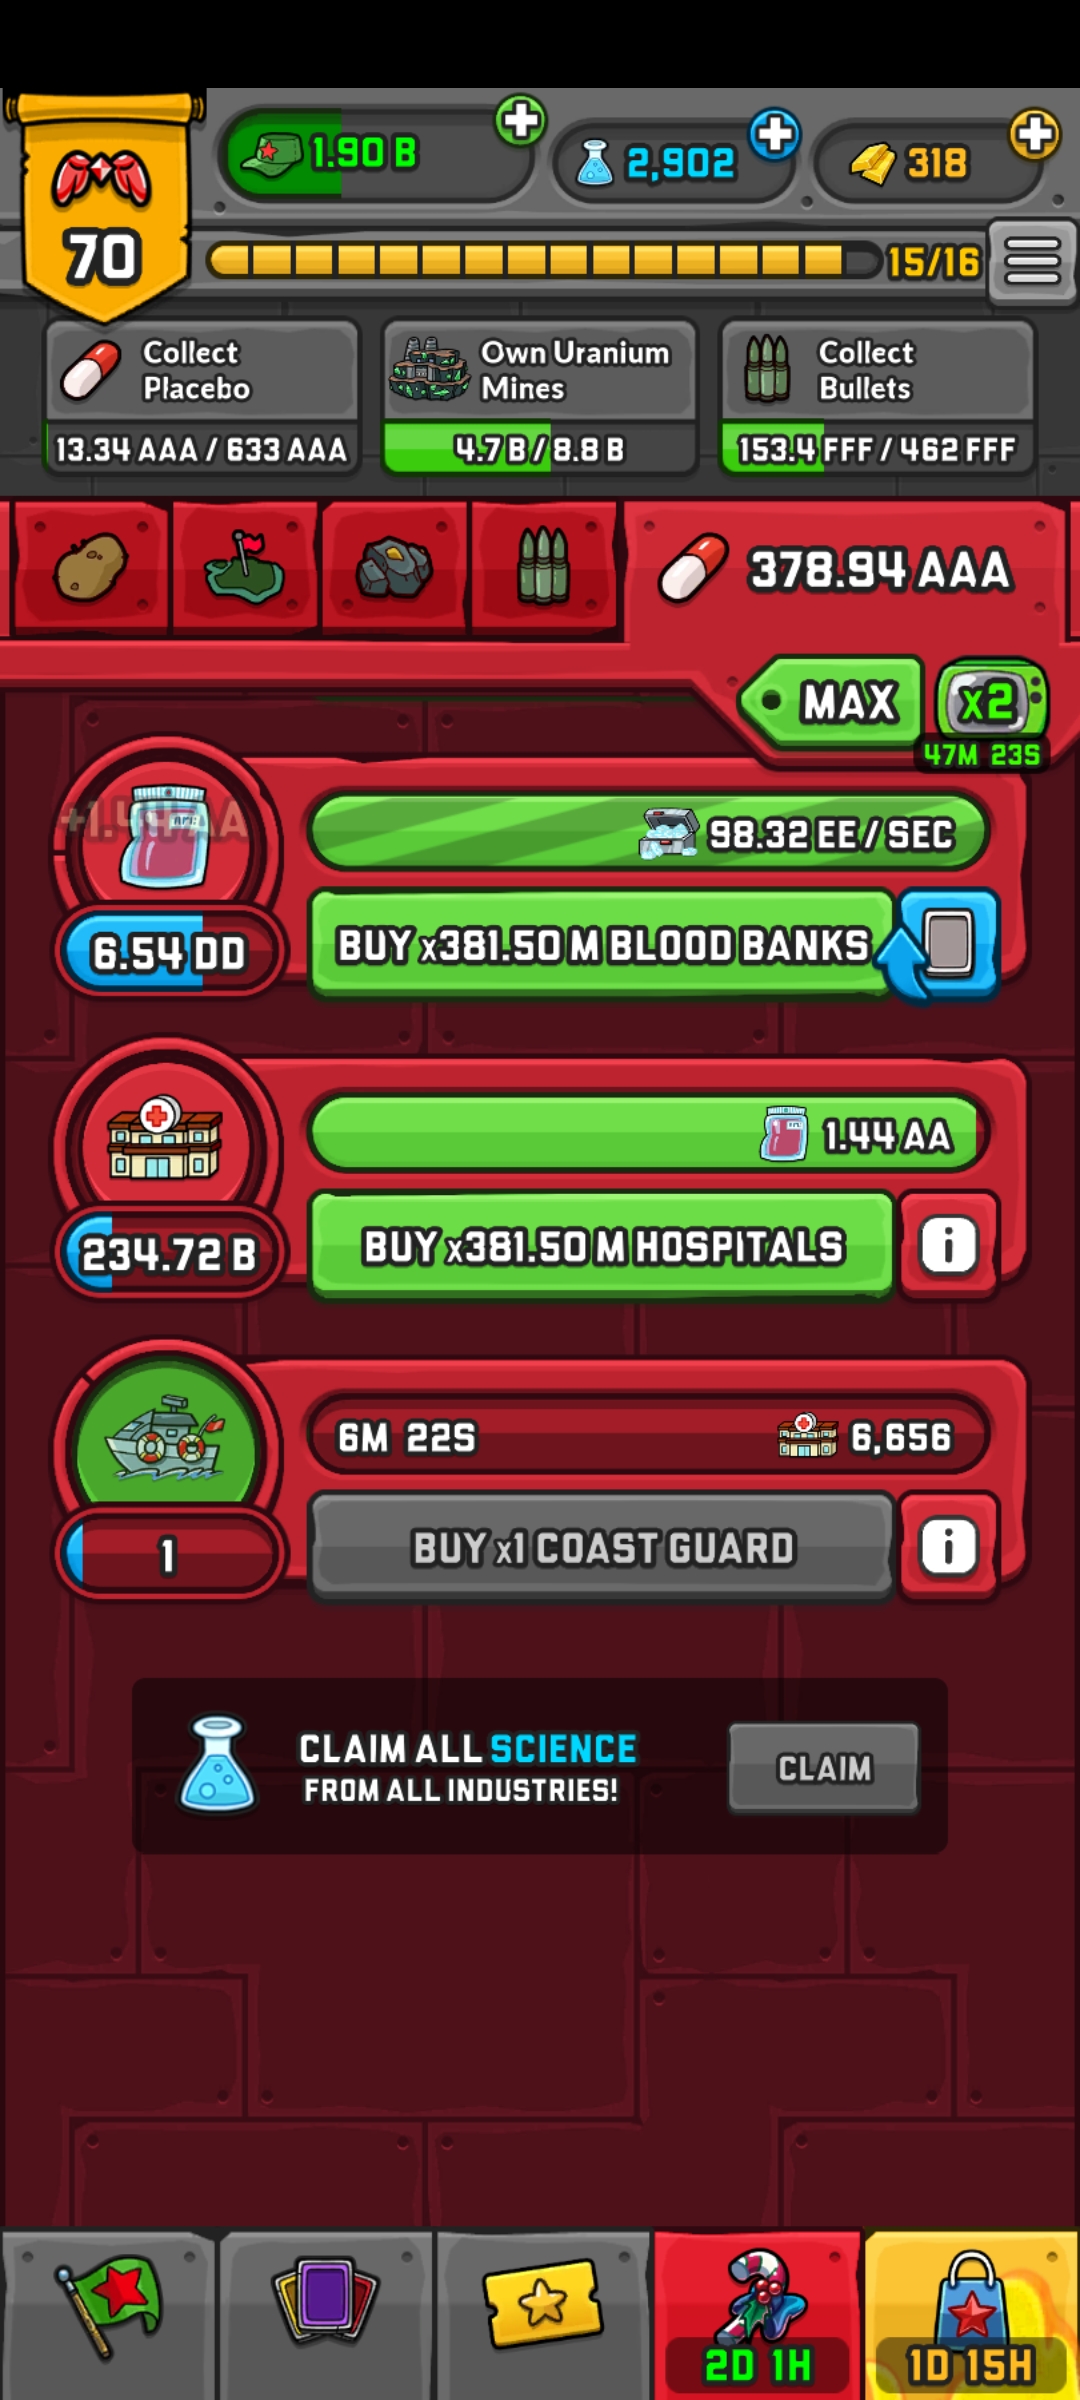 1.90 B
2,902
318
70
15/16
Collect
Placebo
13.34 AAA / 633 AAA
Own Uranium
Mines
4.7 B / 8.8 B
Collect
Bullets
153.4 FFF / 462 FFF
378.94 AAA
MAX
x2
47M 23S
+1.44 AA
98.32 EE / SEC
6.54 DD
BUY x381.50 M BLOOD BANKS
1.44 AA
234.72 B
BUY x381.50 M HOSPITALS
i
6M 22S
6,656
1
BUY x1 COAST GUARD
i
CLAIM ALL SCIENCE
FROM ALL INDUSTRIES!
CLAIM
2D 1H
1D 15H